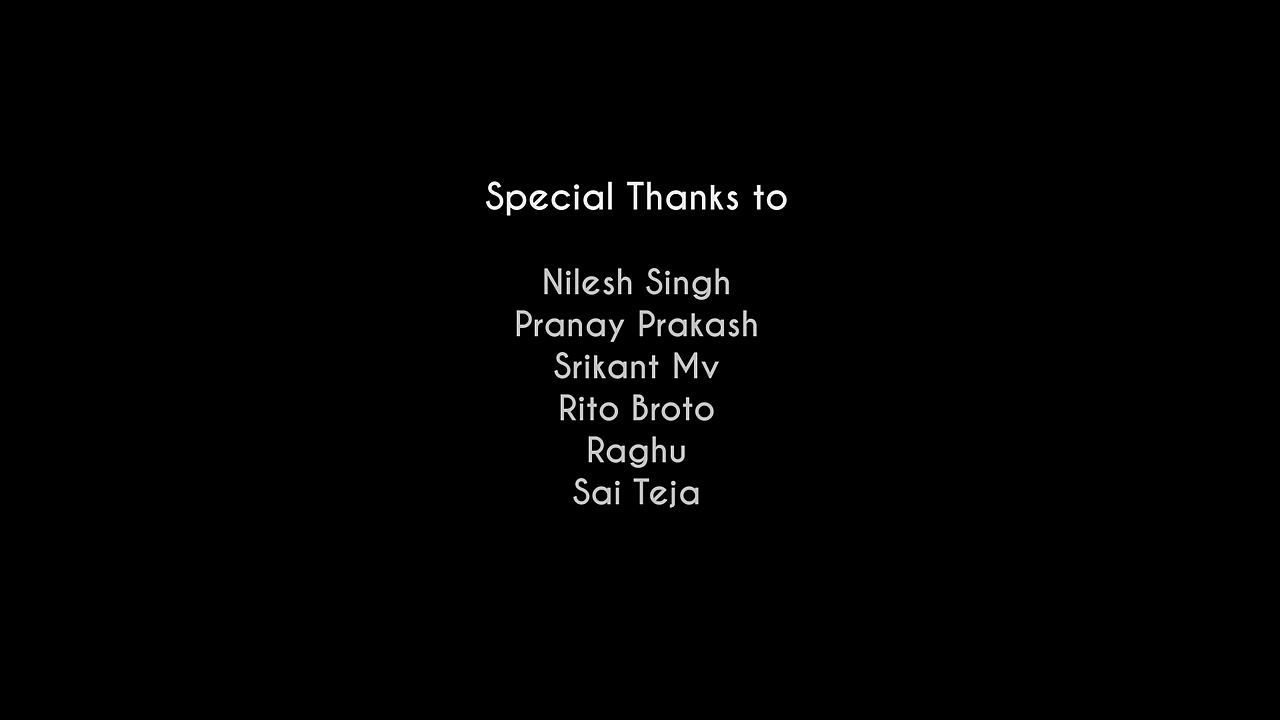 Special Thanks to
Nilesh Singh
Pranay Prakash
Srikant Mv
Rito Broto
Raghu
Sai Teja